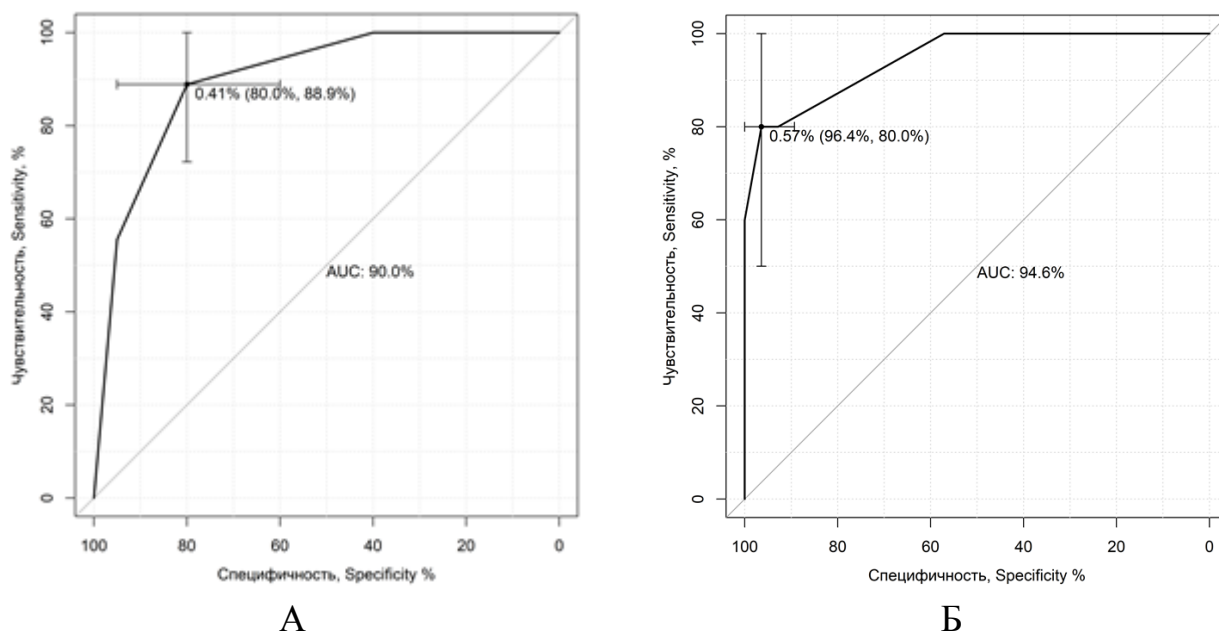 Чувствительность, Sensitivity, %
100
80
60
40
20
0
0.41% (80.0%, 88.9%)
AUC: 90.0%
100 80 60 40 20 0
Специфичность, Specificity %
А
Чувствительность, Sensitivity, %
100
80
60
40
20
0
0.57% (96.4%, 80.0%)
AUC: 94.6%
100 80 60 40 20 0
Специфичность, Specificity %
Б